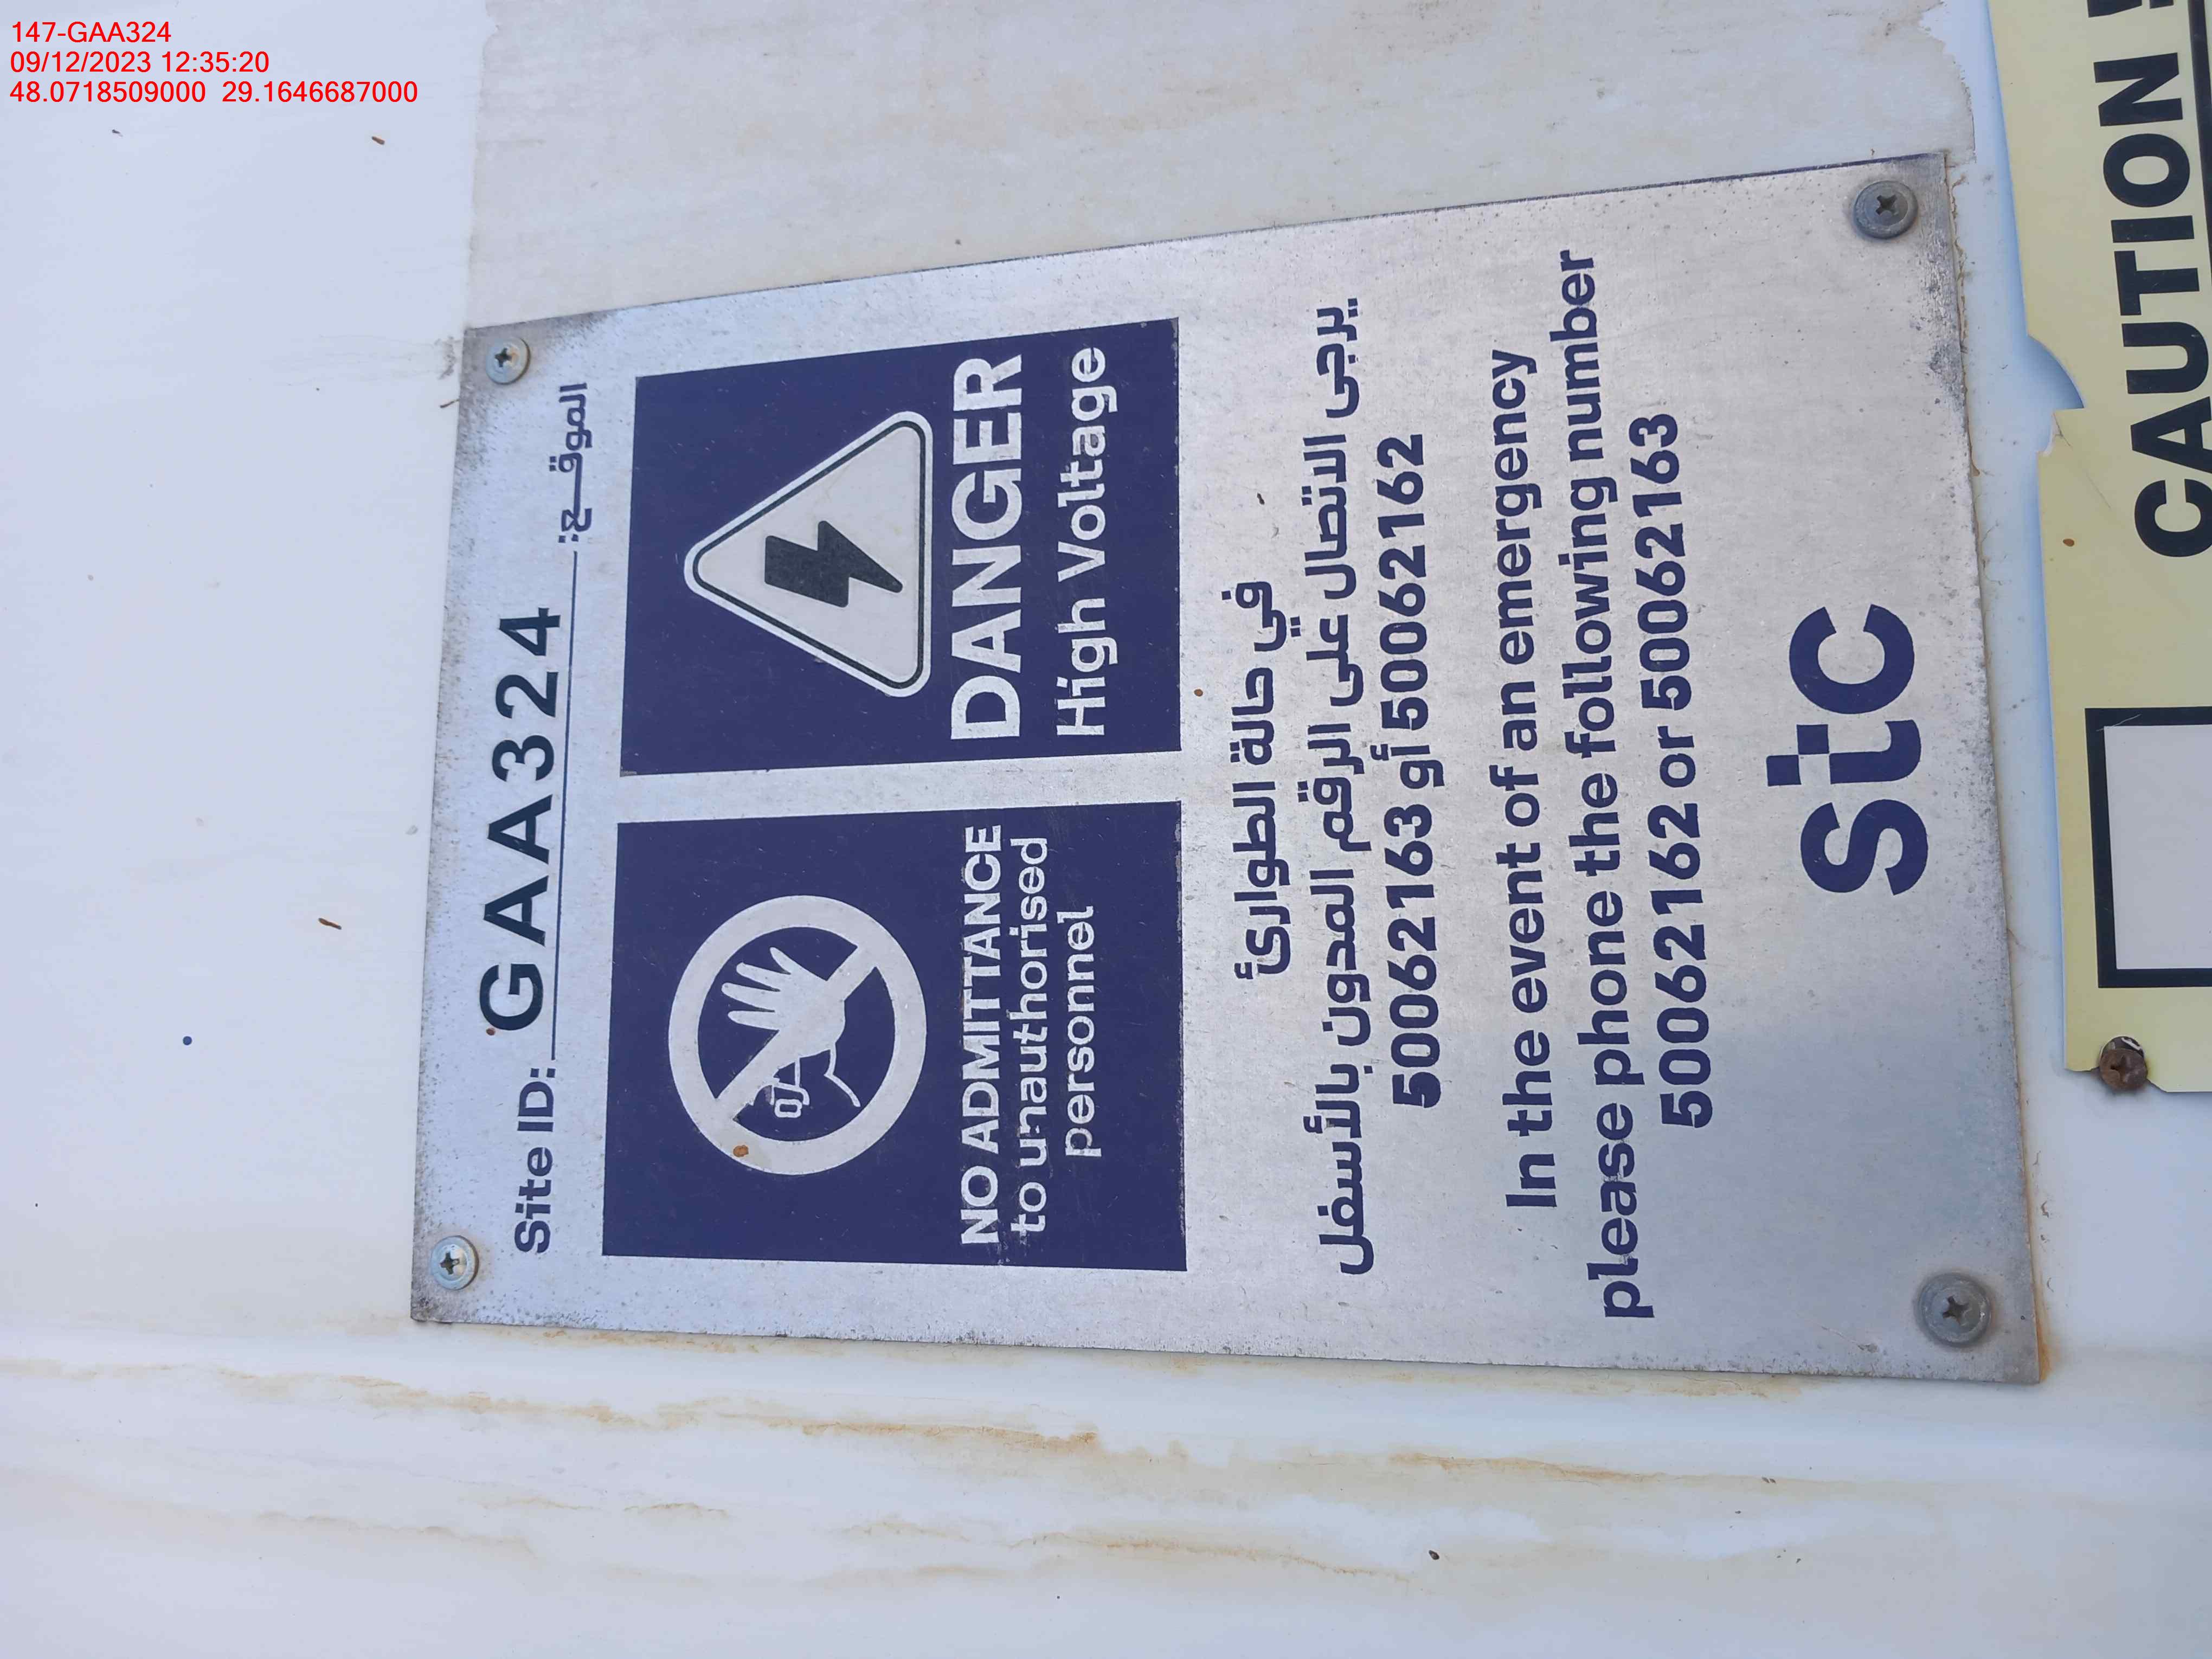 147-GAA324
09/12/2023 12:35:20
48.0718509000 29.1646687000
Site ID: GAA324 الموقع:
NO ADMITTANCE
to unauthorised
personnel
DANGER
High Voltage
في حالة الطوارئ
يرجى الاتصال على الرقم المدون بالأسفل
50062163 أو 50062162
In the event of an emergency
please phone the following number
50062162 or 50062163
stc
CAUTION !